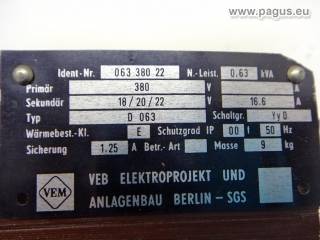 www.pagus.eu
Ident-Nr. 063 380 22 N.-Leist. 0,63 kVA
Primär 380 V A
Sekundär 18/20/22 V 16.6 A
Typ D 063 Schaltgr. YyD
Wärmebest.-Kl. E Schutzgrad IP 00 50 Hz
Sicherung 1.25 A Betr.-Art Masse 9 kg
VEM VEB ELEKTROPROJEKT UND
ANLAGENBAU BERLIN-SGS